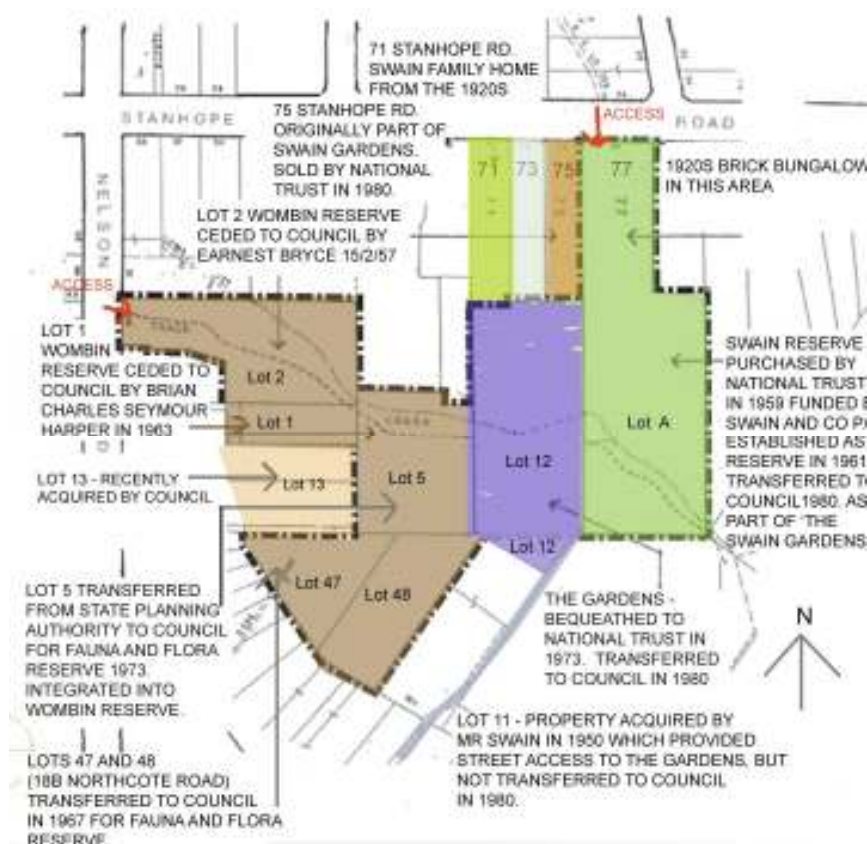 71 STANHOPE RD.
SWAIN FAMILY HOME
FROM THE 1920S
STANHOPE
ROAD
ACCESS
75 STANHOPE RD.
ORIGINALLY PART OF
SWAIN GARDENS.
SOLD BY NATIONAL
TRUST IN 1980.
71
73
75
77
1920S BRICK BUNGALOW
IN THIS AREA
NELSON
LOT 2 WOMBIN RESERVE
CEDED TO COUNCIL BY
EARNEST BRYCE 15/2/57
ACCESS
LOT 1
WOMBIN
RESERVE CEDED TO
COUNCIL BY BRIAN
CHARLES SEYMOUR
HARPER IN 1963
Lot 2
Lot 1
CREEK
SWAIN RESERVE
PURCHASED BY
NATIONAL TRUST
IN 1959 FUNDED B
SWAIN AND CO P
ESTABLISHED AS
RESERVE IN 1961
TRANSFERRED TO
COUNCIL1980. AS
PART OF THE
SWAIN GARDENS
Lot A
Lot 12
Lot 5
Lot 13
LOT 13 - RECENTLY
ACQUIRED BY COUNCIL
Lot 12
Lot 47
Lot 48
LOT 5 TRANSFERRED
FROM STATE PLANNING
AUTHORITY TO COUNCIL
FOR FAUNA AND FLORA
RESERVE 1973.
INTEGRATED INTO
WOMBIN RESERVE.
THE GARDENS -
BEQUEATHED TO
NATIONAL TRUST IN
1973. TRANSFERRED
TO COUNCIL IN 1980
N
LOT 11 - PROPERTY ACQUIRED BY
MR SWAIN IN 1950 WHICH PROVIDED
STREET ACCESS TO THE GARDENS, BUT
NOT TRANSFERRED TO COUNCIL
IN 1980.
LOTS 47 AND 48
(18B NORTHCOTE ROAD)
TRANSFERRED TO COUNCIL
IN 1967 FOR FAUNA AND FLORA
RESERVE